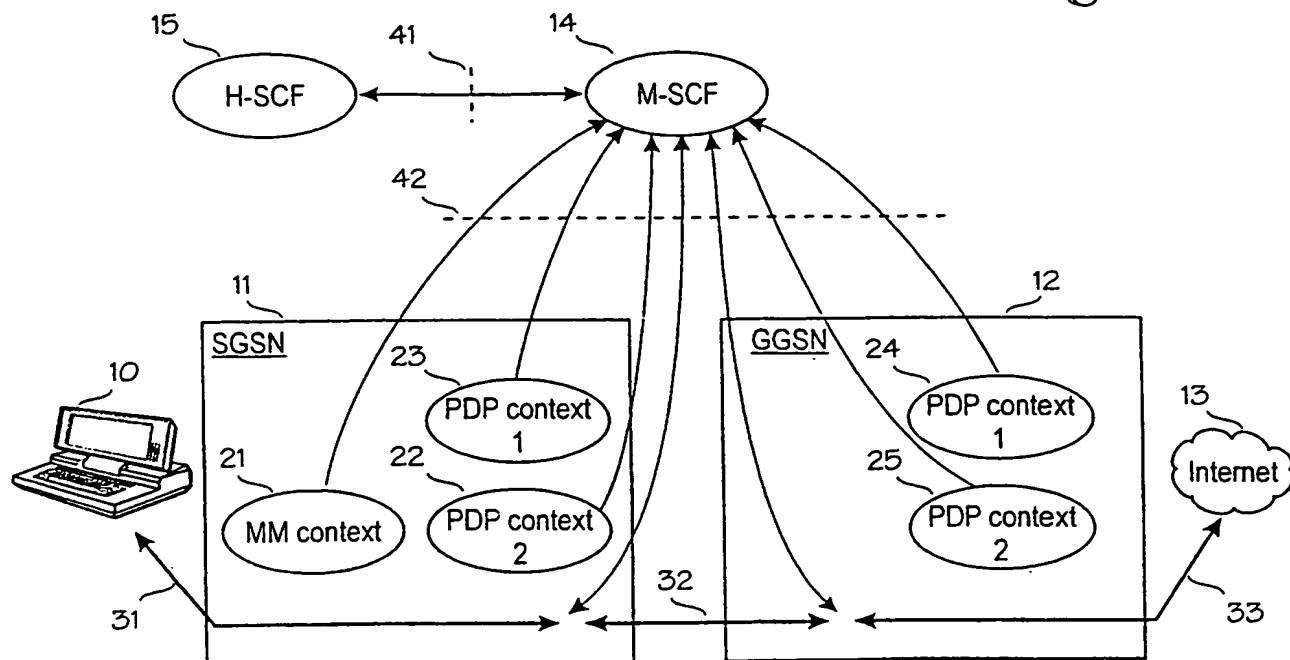 15
41
14
H-SCF
M-SCF
42
11
12
SGSN
GGSN
23
24
10
PDP context
1
PDP context
1
13
21
22
25
Internet
MM context
PDP context
2
PDP context
2
31
32
33